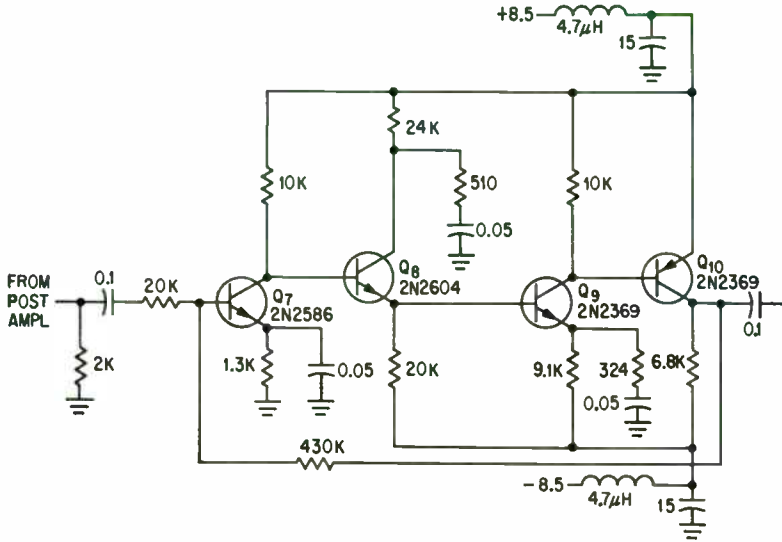 +8.5
4.7μH
15
24K
10K
510
0.05
10K
Q8
2N2604
Q10
2N2369
FROM
POST
AMPL
0.1
20K
Q7
2N2586
Q9
2N2369
0.1
2K
1.3K
0.05
20K
9.1K
324
6.8K
0.05
430K
-8.5
4.7μH
15